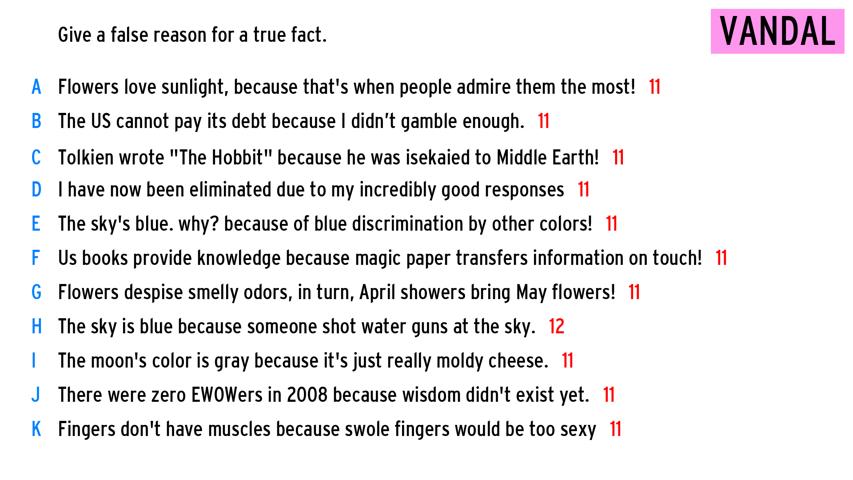 Give a false reason for a true fact.
VANDAL
A Flowers love sunlight, because that's when people admire them the most! 11
B The US cannot pay its debt because I didn’t gamble enough. 11
C Tolkien wrote "The Hobbit" because he was isekaied to Middle Earth! 11
D I have now been eliminated due to my incredibly good responses 11
E The sky's blue. why? because of blue discrimination by other colors! 11
F Us books provide knowledge because magic paper transfers information on touch! 11
G Flowers despise smelly odors, in turn, April showers bring May flowers! 11
H The sky is blue because someone shot water guns at the sky. 12
I The moon's color is gray because it's just really moldy cheese. 11
J There were zero EWOWers in 2008 because wisdom didn't exist yet. 11
K Fingers don't have muscles because swole fingers would be too sexy 11